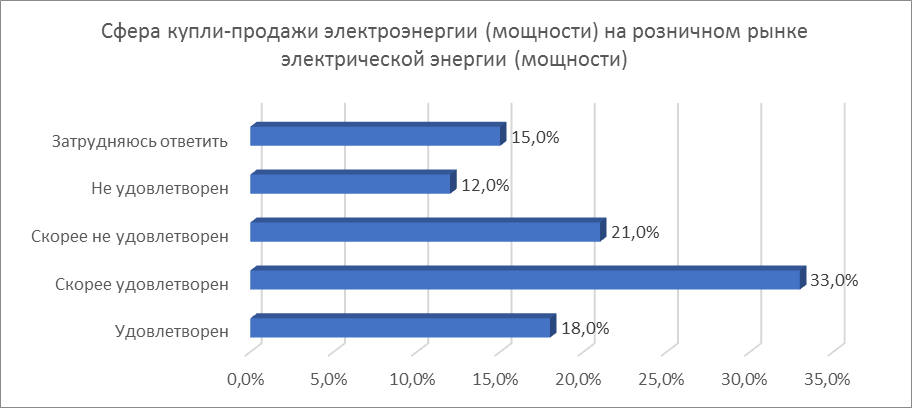 Сфера купли-продажи электроэнергии (мощности) на розничном рынке
электрической энергии (мощности)
Затрудняюсь ответить
15,0%
Не удовлетворен
12,0%
Скорее не удовлетворен
21,0%
Скорее удовлетворен
33,0%
Удовлетворен
18,0%
0,0% 5,0% 10,0% 15,0% 20,0% 25,0% 30,0% 35,0%